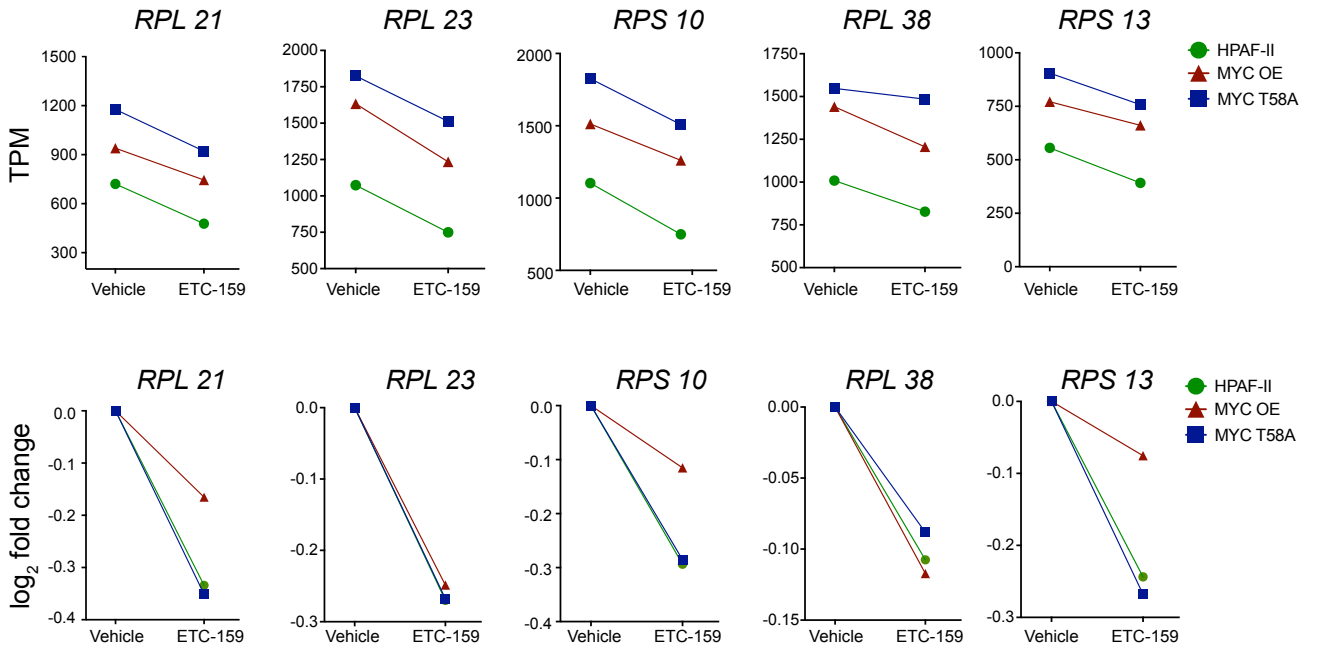 RPL 21 RPL 23 RPS 10 RPL 38 RPS 13
TPM
1500 1200 900 600 300
2000 1750 1500 1250 1000 750 500
2000 1500 1000 500
1750 1500 1250 1000 750 500
1000 750 500 250 0
HPAF-II
MYC OE
MYC T58A
Vehicle ETC-159 Vehicle ETC-159 Vehicle ETC-159 Vehicle ETC-159 Vehicle ETC-159
RPL 21 RPL 23 RPS 10 RPL 38 RPS 13
log2 fold change
0.0 -0.1 -0.2 -0.3 -0.4
0.0 -0.1 -0.2 -0.3
0.0 -0.1 -0.2 -0.3 -0.4
0.00 -0.05 -0.10 -0.15
0.0 -0.1 -0.2 -0.3
HPAF-II
MYC OE
MYC T58A
Vehicle ETC-159 Vehicle ETC-159 Vehicle ETC-159 Vehicle ETC-159 Vehicle ETC-159